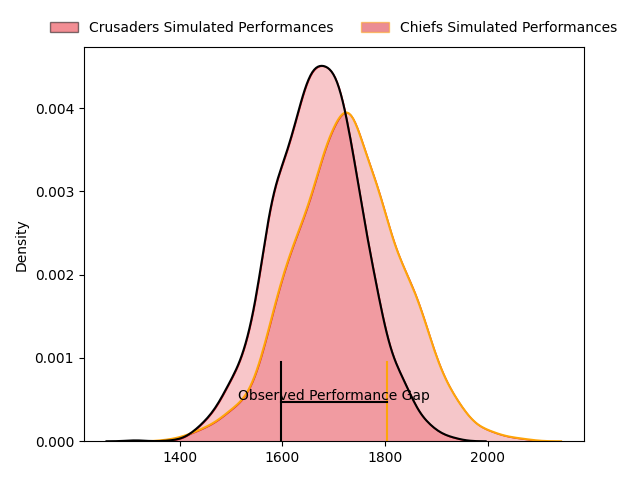 Crusaders Simulated Performances
Chiefs Simulated Performances
Density
0.004
0.003
0.002
0.001
0.000
Observed Performance Gap
1400
1600
1800
2000